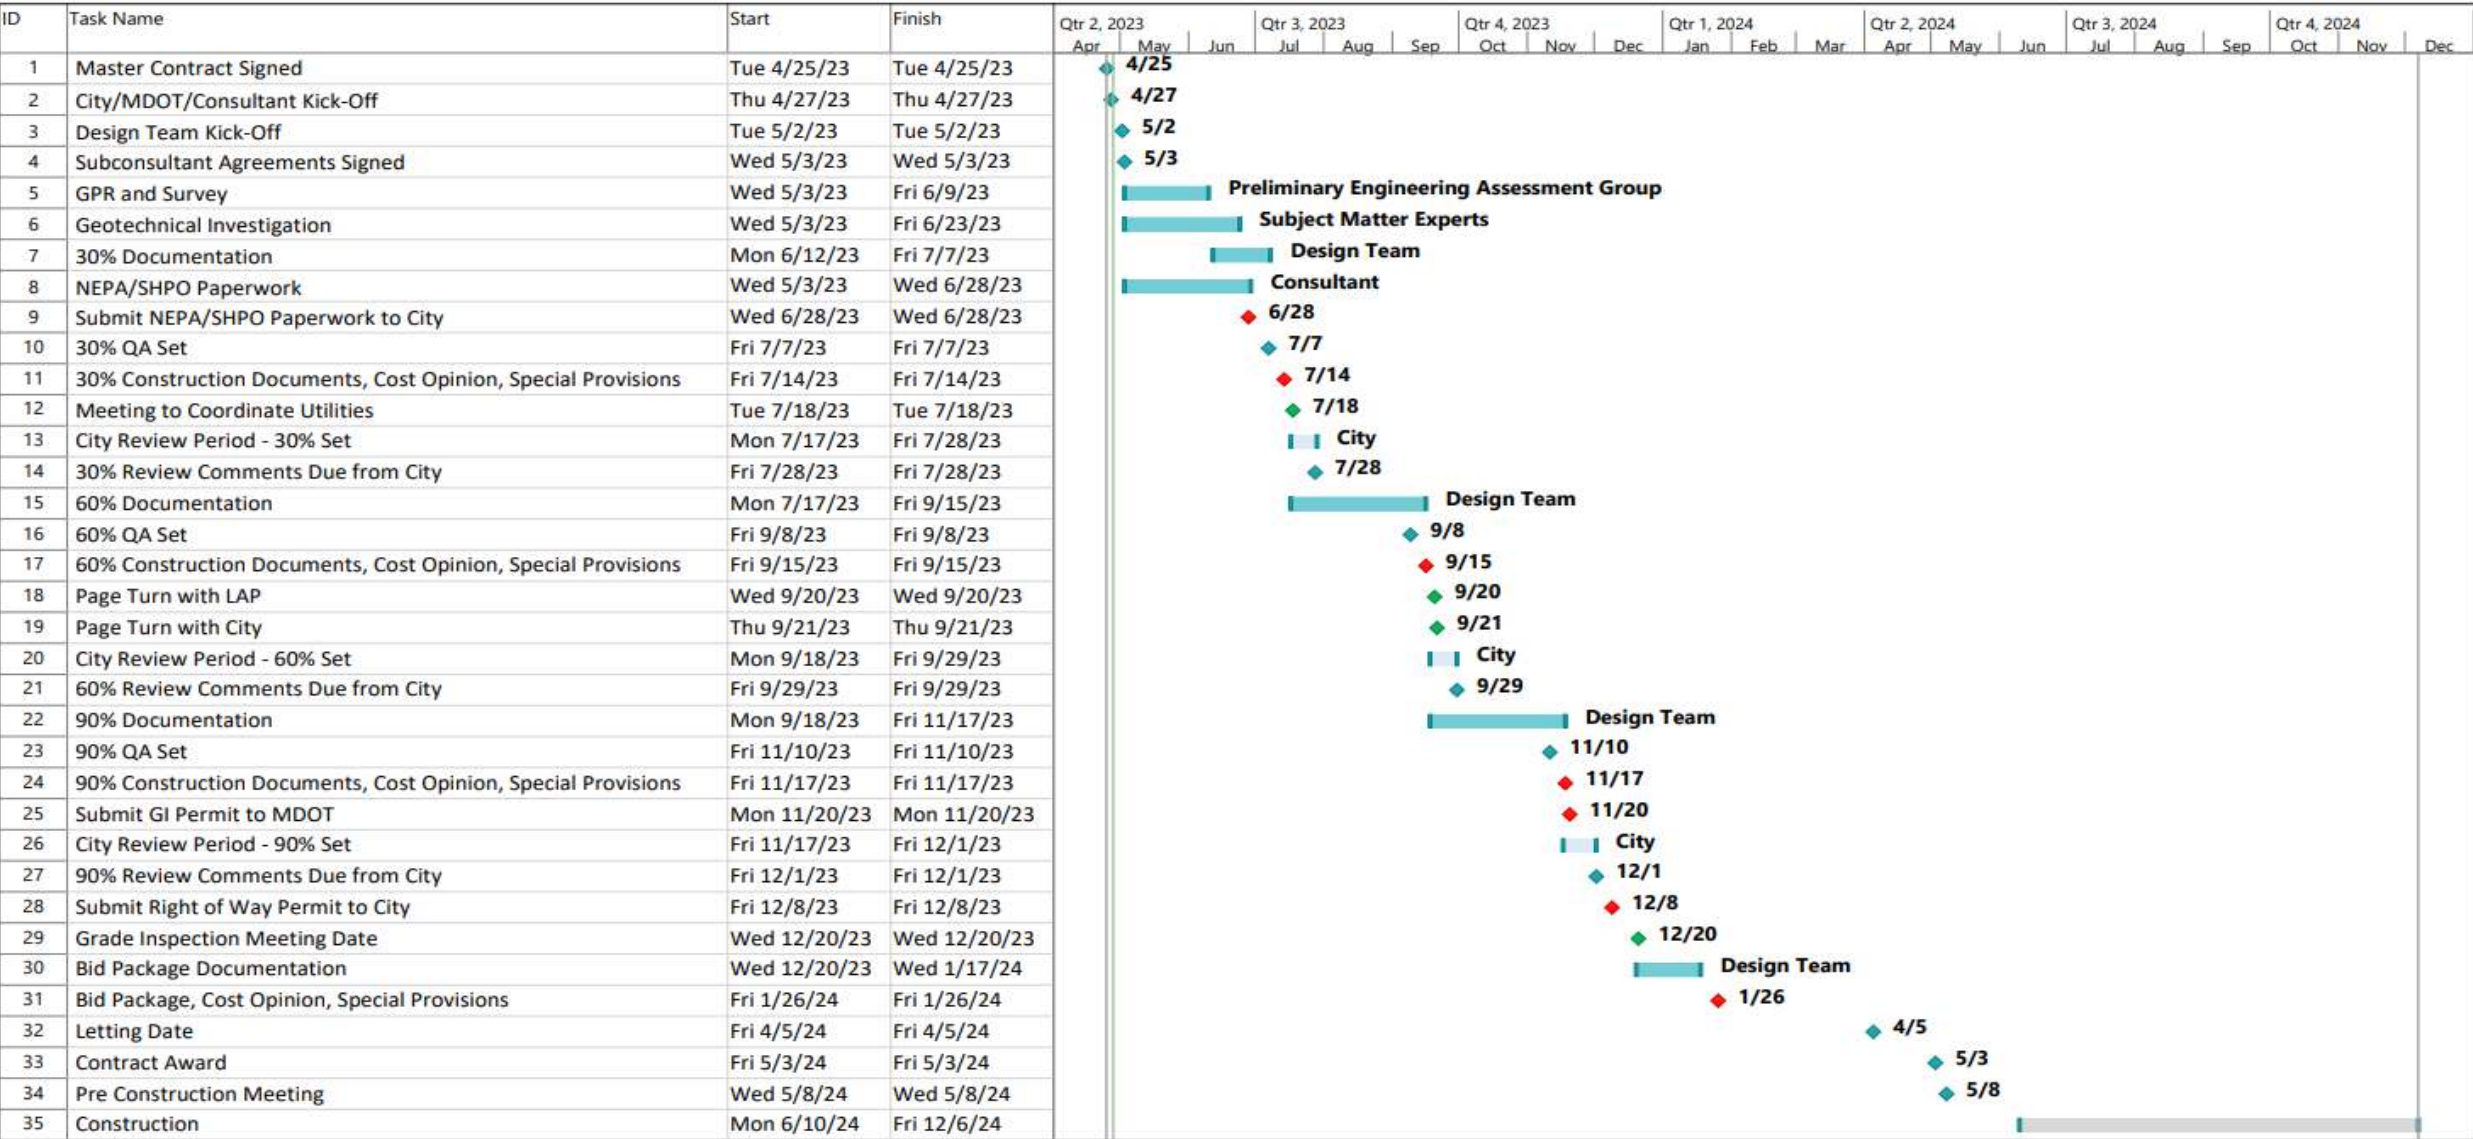 ID Task Name Start Finish Qtr 2, 2023 Qtr 3, 2023 Qtr 4, 2023 Qtr 1, 2024 Qtr 2, 2024 Qtr 3, 2024 Qtr 4, 2024
Apr May Jun Jul Aug Sep Oct Nov Dec Jan Feb Mar Apr May Jun Jul Aug Sep Oct Nov Dec
1 Master Contract Signed Tue 4/25/23 Tue 4/25/23 4/25
2 City/MDOT/Consultant Kick-Off Thu 4/27/23 Thu 4/27/23 4/27
3 Design Team Kick-Off Tue 5/2/23 Tue 5/2/23 5/2
4 Subconsultant Agreements Signed Wed 5/3/23 Wed 5/3/23 5/3
5 GPR and Survey Wed 5/3/23 Fri 6/9/23 Preliminary Engineering Assessment Group
6 Geotechnical Investigation Wed 5/3/23 Fri 6/23/23 Subject Matter Experts
7 30% Documentation Mon 6/12/23 Fri 7/7/23 Design Team
8 NEPA/SHPO Paperwork Wed 5/3/23 Wed 6/28/23 Consultant
9 Submit NEPA/SHPO Paperwork to City Wed 6/28/23 Wed 6/28/23 6/28
10 30% QA Set Fri 7/7/23 Fri 7/7/23 7/7
11 30% Construction Documents, Cost Opinion, Special Provisions Fri 7/14/23 Fri 7/14/23 7/14
12 Meeting to Coordinate Utilities Tue 7/18/23 Tue 7/18/23 7/18
13 City Review Period - 30% Set Mon 7/17/23 Fri 7/28/23 City
14 30% Review Comments Due from City Fri 7/28/23 Fri 7/28/23 7/28
15 60% Documentation Mon 7/17/23 Fri 9/15/23 Design Team
16 60% QA Set Fri 9/8/23 Fri 9/8/23 9/8
17 60% Construction Documents, Cost Opinion, Special Provisions Fri 9/15/23 Fri 9/15/23 9/15
18 Page Turn with LAP Wed 9/20/23 Wed 9/20/23 9/20
19 Page Turn with City Thu 9/21/23 Thu 9/21/23 9/21
20 City Review Period - 60% Set Mon 9/18/23 Fri 9/29/23 City
21 60% Review Comments Due from City Fri 9/29/23 Fri 9/29/23 9/29
22 90% Documentation Mon 9/18/23 Fri 11/17/23 Design Team
23 90% QA Set Fri 11/10/23 Fri 11/10/23 11/10
24 90% Construction Documents, Cost Opinion, Special Provisions Fri 11/17/23 Fri 11/17/23 11/17
25 Submit GI Permit to MDOT Mon 11/20/23 Mon 11/20/23 11/20
26 City Review Period - 90% Set Fri 11/17/23 Fri 12/1/23 City
27 90% Review Comments Due from City Fri 12/1/23 Fri 12/1/23 12/1
28 Submit Right of Way Permit to City Fri 12/8/23 Fri 12/8/23 12/8
29 Grade Inspection Meeting Date Wed 12/20/23 Wed 12/20/23 12/20
30 Bid Package Documentation Wed 12/20/23 Wed 1/17/24 Design Team
31 Bid Package, Cost Opinion, Special Provisions Fri 1/26/24 Fri 1/26/24 1/26
32 Letting Date Fri 4/5/24 Fri 4/5/24 4/5
33 Contract Award Fri 5/3/24 Fri 5/3/24 5/3
34 Pre Construction Meeting Wed 5/8/24 Wed 5/8/24 5/8
35 Construction Mon 6/10/24 Fri 12/6/24